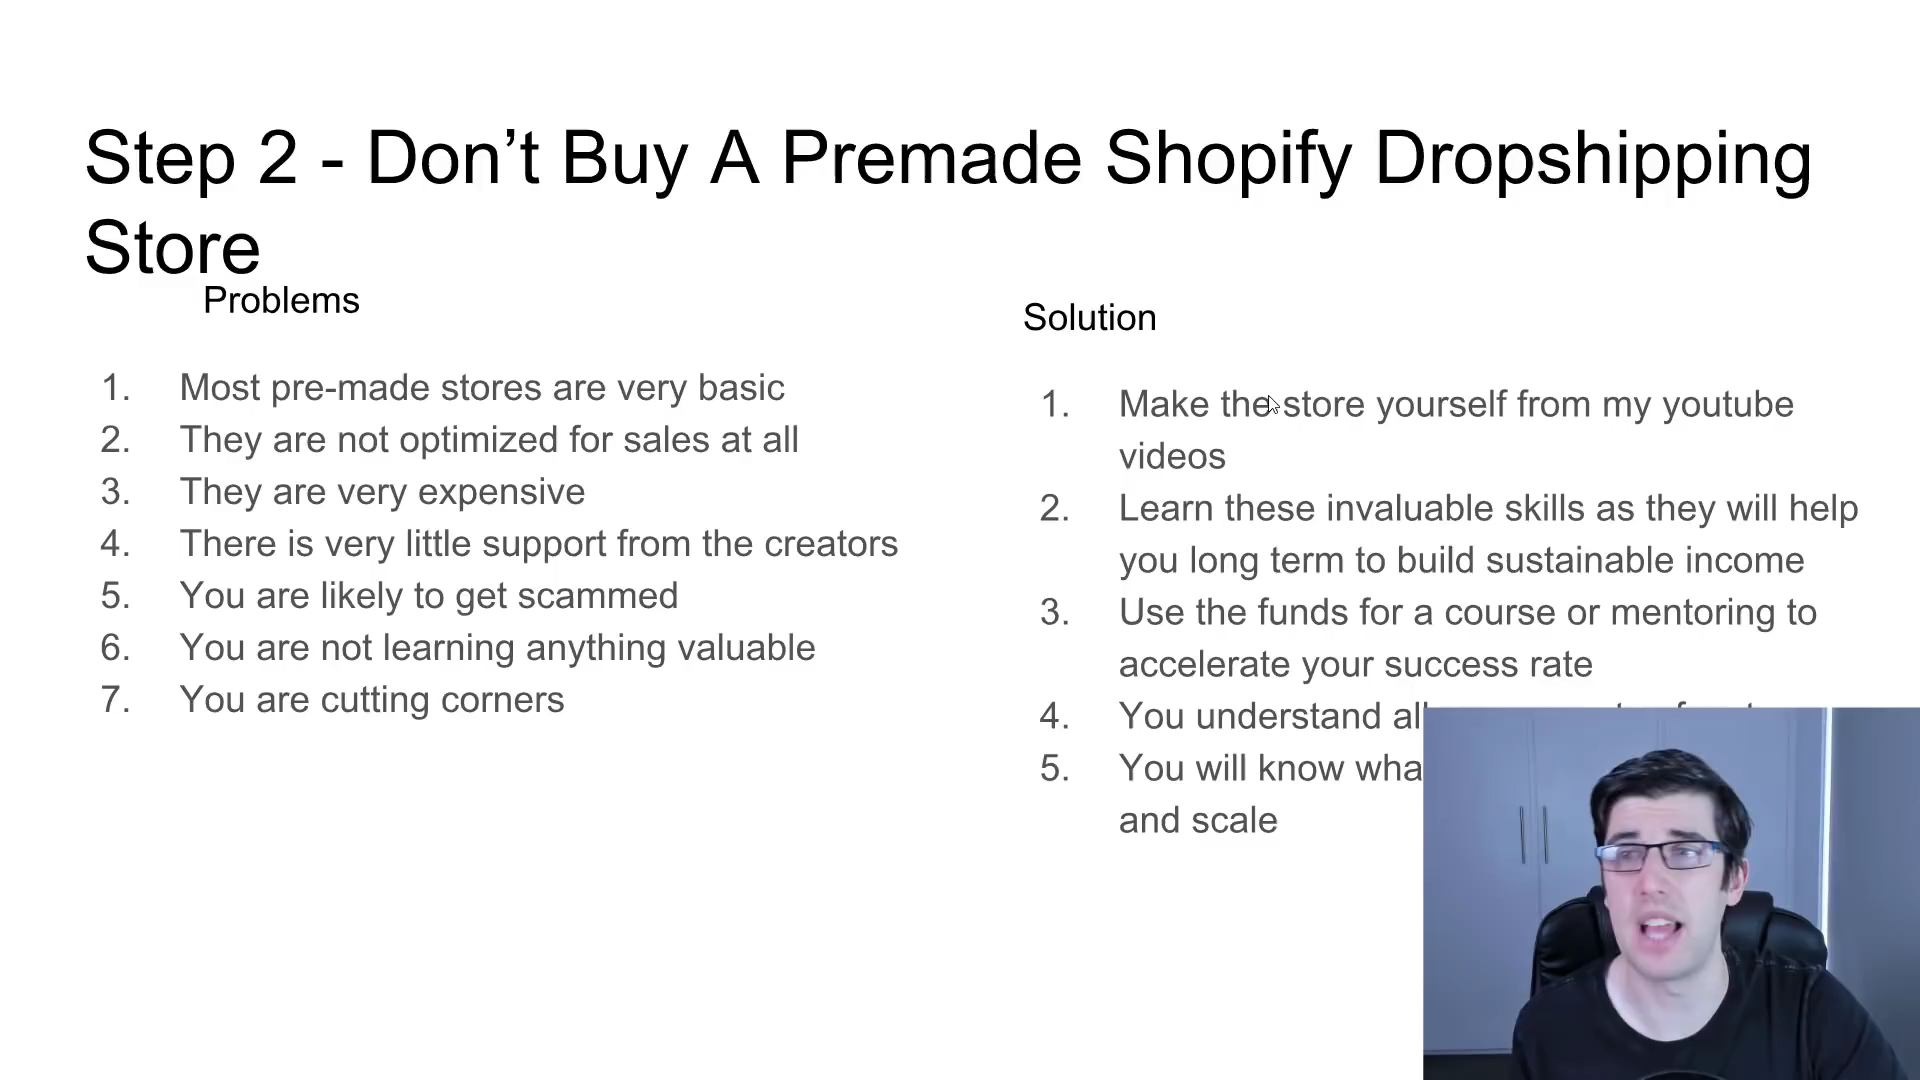 Step 2 - Don’t Buy A Premade Shopify Dropshipping
Store
Problems
1. Most pre-made stores are very basic
2. They are not optimized for sales at all
3. They are very expensive
4. There is very little support from the creators
5. You are likely to get scammed
6. You are not learning anything valuable
7. You are cutting corners
Solution
1. Make the store yourself from my youtube
videos
2. Learn these invaluable skills as they will help
you long term to build sustainable income
3. Use the funds for a course or mentoring to
accelerate your success rate
4. You understand
5. You will know
and scale